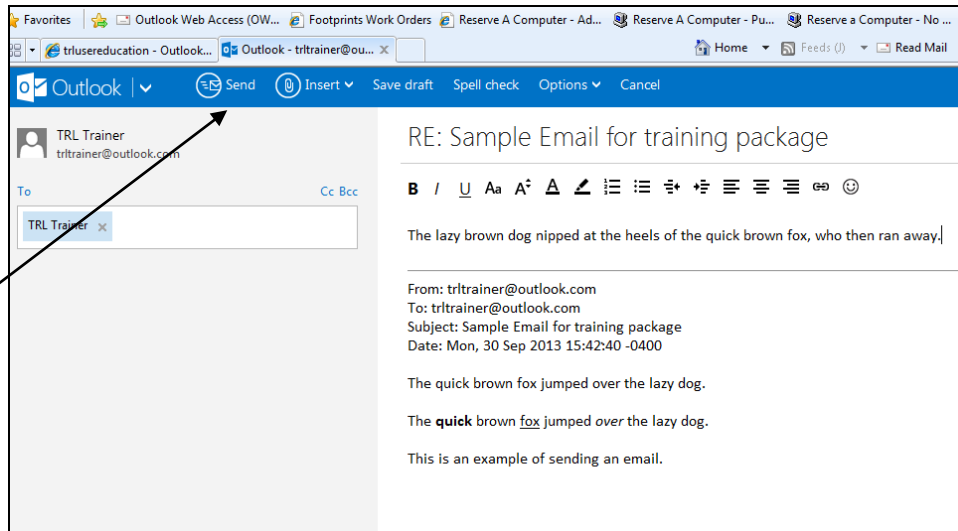 Favorites Outlook Web Access (OW... Footprints Work Orders Reserve A Computer - Ad... Reserve A Computer - Pu... Reserve a Computer - No ...
trlusereducation - Outlook... Outlook - trltrainer@ou... Home Feeds (J) Read Mail
Outlook Send Insert Save draft Spell check Options Cancel
TRL Trainer
trltrainer@outlook.com
To Cc Bcc
TRL Trainer
RE: Sample Email for training package
B I U Aa A A
The lazy brown dog nipped at the heels of the quick brown fox, who then ran away.
From: trltrainer@outlook.com
To: trltrainer@outlook.com
Subject: Sample Email for training package
Date: Mon, 30 Sep 2013 15:42:40 -0400
The quick brown fox jumped over the lazy dog.
The quick brown fox jumped over the lazy dog.
This is an example of sending an email.